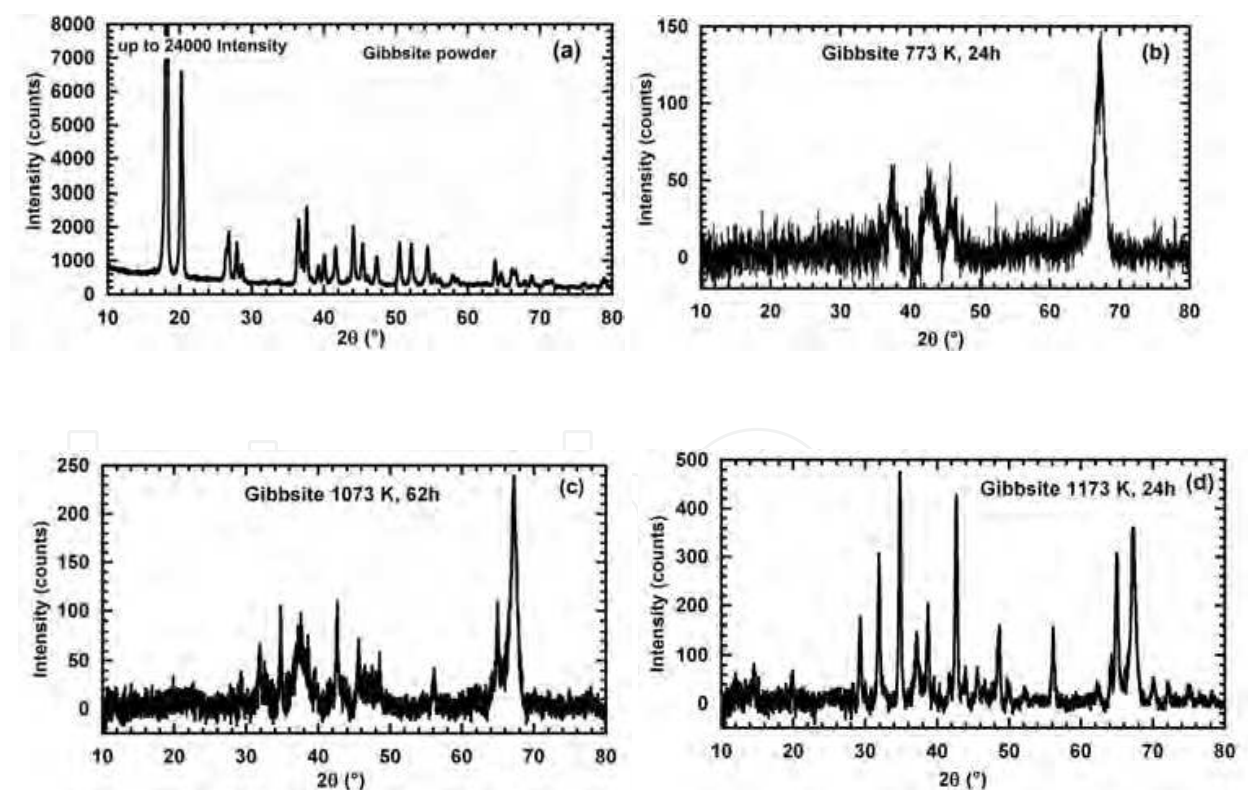 8000
7000
6000
5000
4000
3000
2000
1000
0
Intensity (counts)
up to 24000 Intensity
Gibbsite powder
(a)
10 20 30 40 50 60 70 80
2θ (°)
150
100
50
0
Intensity (counts)
Gibbsite 773 K, 24h
(b)
10 20 30 40 50 60 70 80
2θ (°)
250
200
150
100
50
0
Intensity (counts)
Gibbsite 1073 K, 62h
(c)
10 20 30 40 50 60 70 80
2θ (°)
500
400
300
200
100
0
Intensity (counts)
Gibbsite 1173 K, 24h
(d)
10 20 30 40 50 60 70 80
2θ (°)